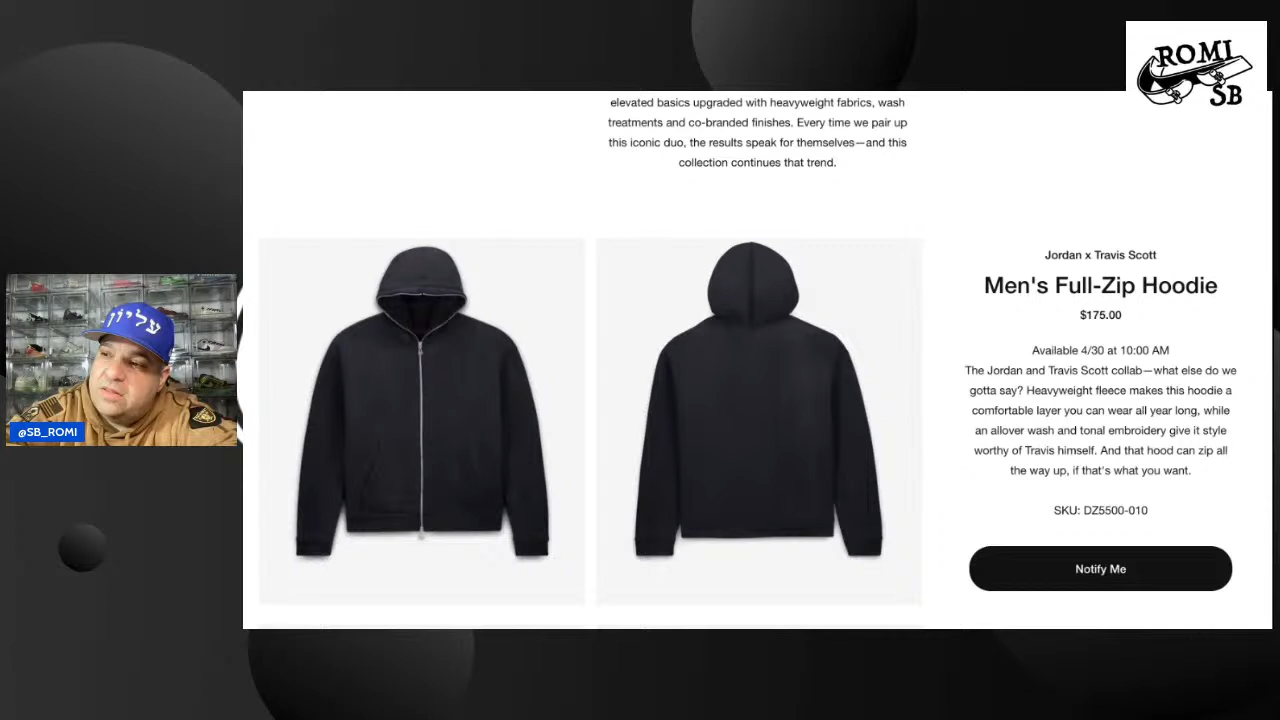 ROMI
SB
elevated basics upgraded with heavyweight fabrics, wash
treatments and co-branded finishes. Every time we pair up
this iconic duo, the results speak for themselves—and this
collection continues that trend.
Jordan x Travis Scott
Men's Full-Zip Hoodie
$175.00
Available 4/30 at 10:00 AM
The Jordan and Travis Scott collab—what else do we
gotta say? Heavyweight fleece makes this hoodie a
comfortable layer you can wear all year long, while
an allover wash and tonal embroidery give it style
worthy of Travis himself. And that hood can zip all
the way up, if that's what you want.
SKU: DZ5500-010
Notify Me
עליון
@SB_ROMI